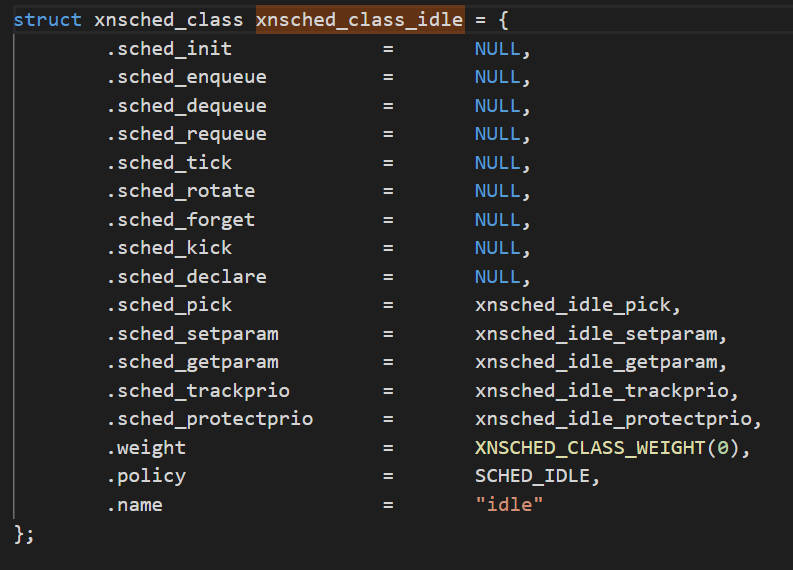 struct xnsched_class xnsched_class_idle = {
.sched_init = NULL,
.sched_enqueue = NULL,
.sched_dequeue = NULL,
.sched_requeue = NULL,
.sched_tick = NULL,
.sched_rotate = NULL,
.sched_forget = NULL,
.sched_kick = NULL,
.sched_declare = NULL,
.sched_pick = xnsched_idle_pick,
.sched_setparam = xnsched_idle_setparam,
.sched_getparam = xnsched_idle_getparam,
.sched_trackprio = xnsched_idle_trackprio,
.sched_protectprio = xnsched_idle_protectprio,
.weight = XNSCHED_CLASS_WEIGHT(0),
.policy = SCHED_IDLE,
.name = "idle"
};